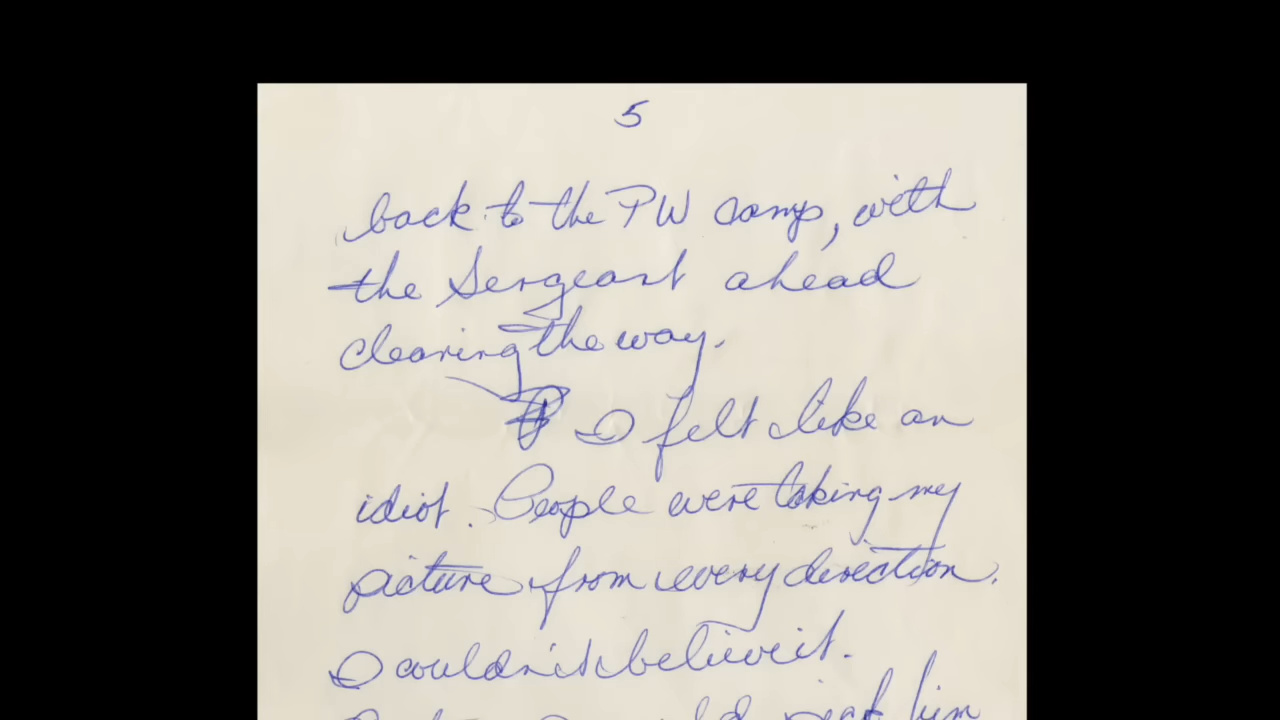 5
back to the PW camp, with
the Sergeant ahead
clearing the way.
I felt like an
idiot. People were taking my
picture from every direction.
I couldn't believe it.
him